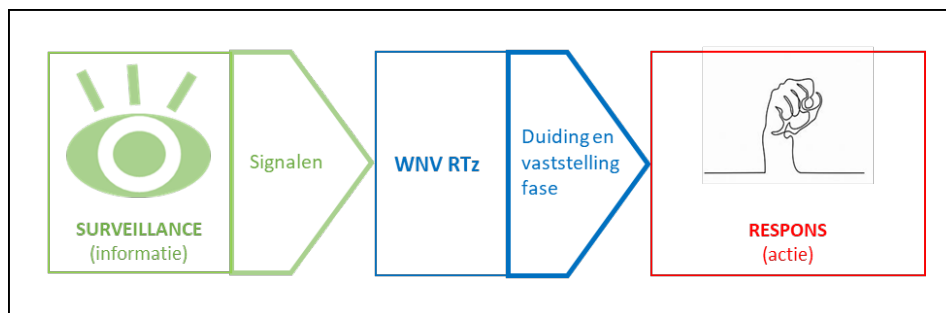 SURVEILLANCE
(informatie)
Signalen
WNV RTz
Duiding en
vaststelling
fase
RESPONS
(actie)